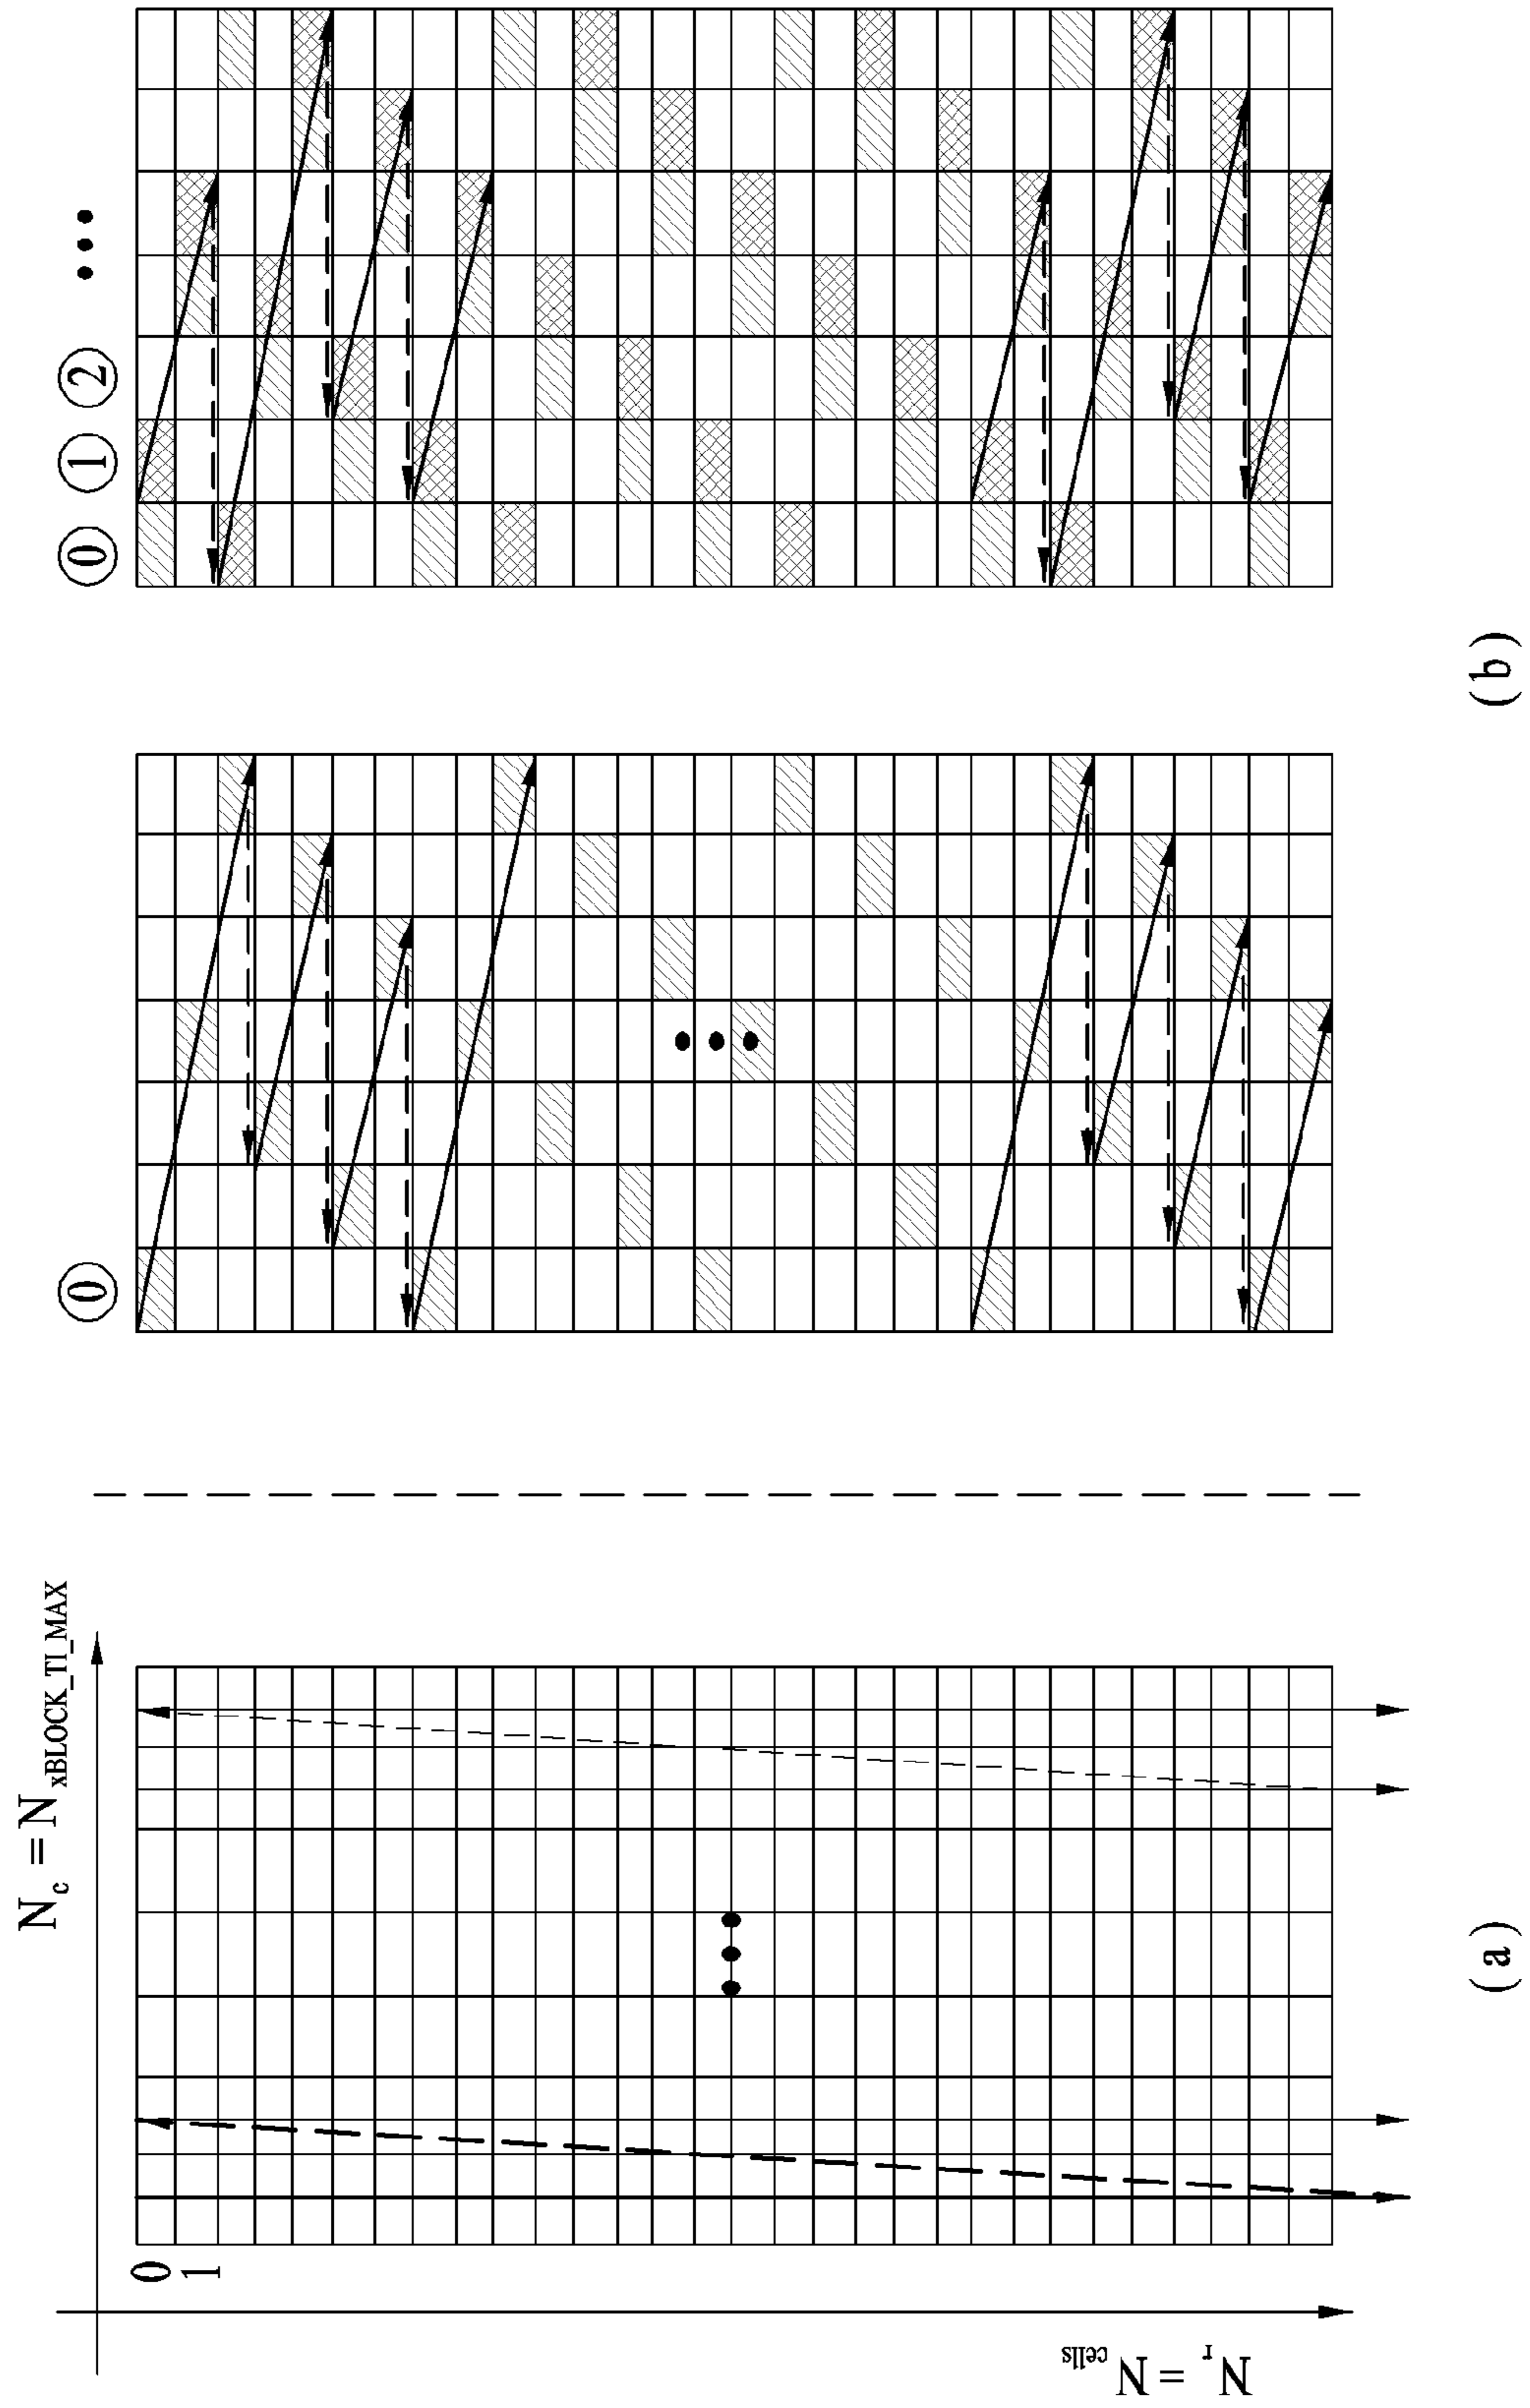 N_c = N_xBLOCK_TI_MAX
0
1
N_r = N_cells
(a)
⓪
⓪ ① ② •••
(b)